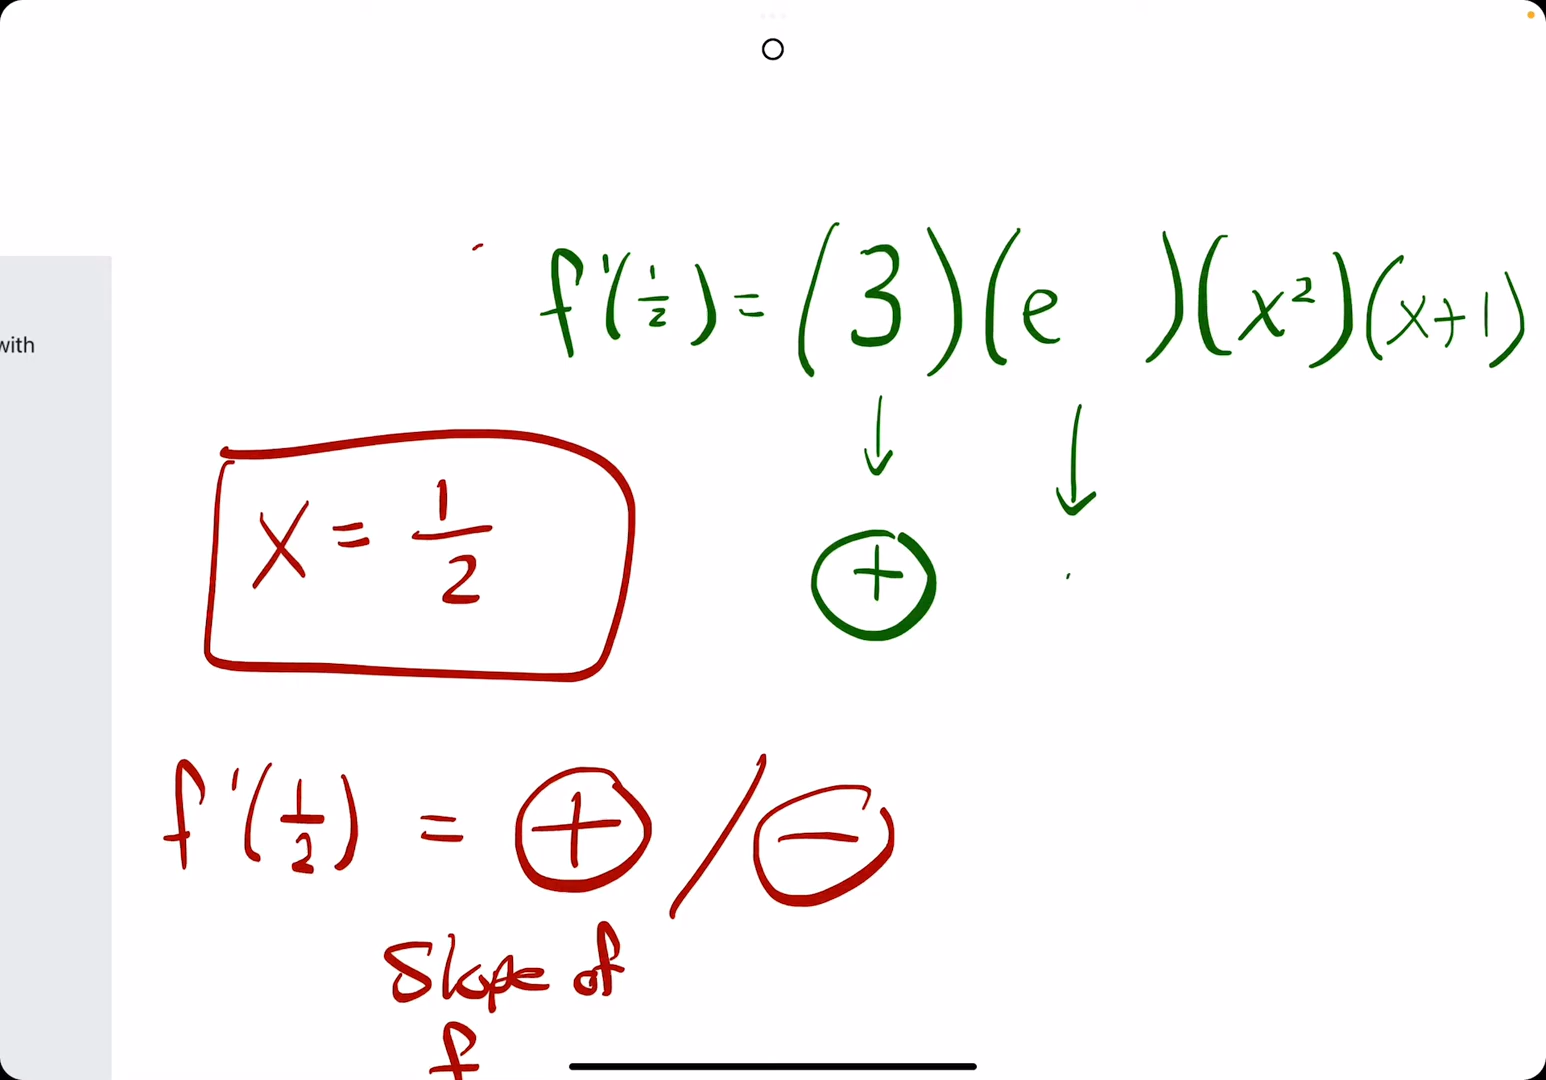 f'(1/2) = (3)(e )(x²)(x+1)
with
x = 1/2
+
f'(1/2) = + / −
Slope of
f